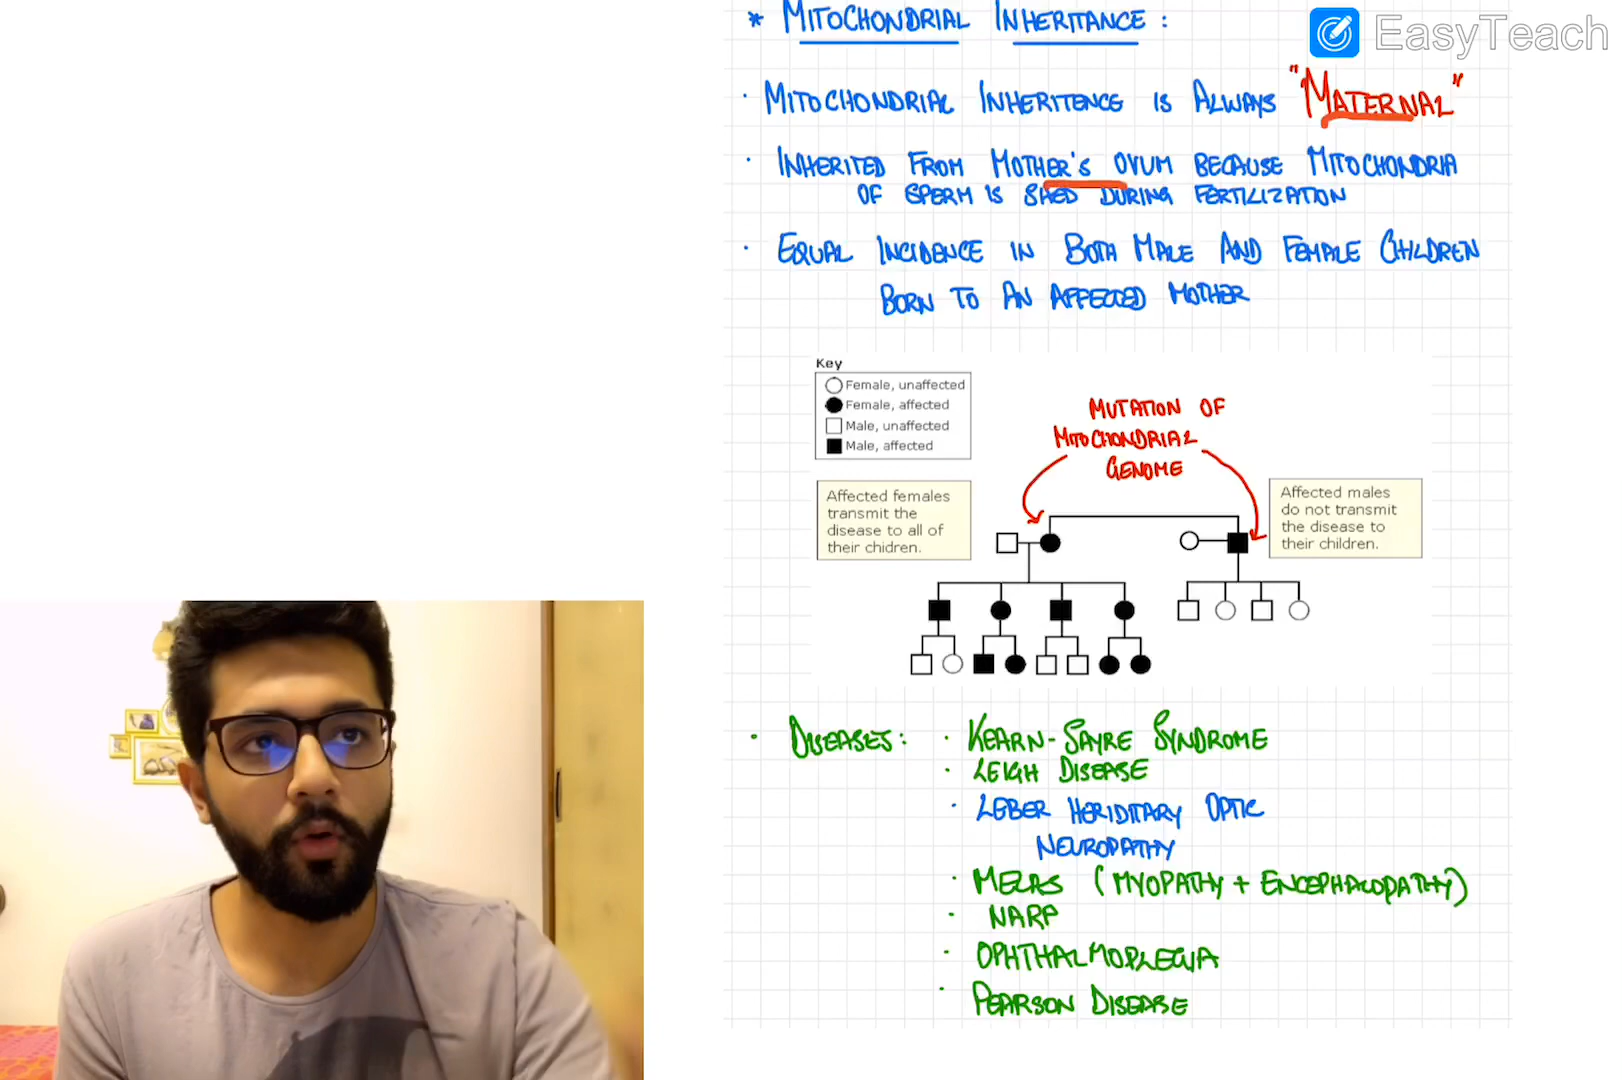 * MITOCHONDRIAL INHERITANCE :
EasyTeach
· MITOCHONDRIAL INHERITENCE IS ALWAYS "MATERNAL"
· INHERITED FROM MOTHER'S OVUM BECAUSE MITOCHONDRIA
OF SPERM IS SHED DURING FERTILIZATION
· EQUAL INCIDENCE IN BOTH MALE AND FEMALE CHILDREN
BORN TO AN AFFECTED MOTHER
Key
Female, unaffected
Female, affected
Male, unaffected
Male, affected
MUTATION OF
MITOCHONDRIAL
GENOME
Affected females
transmit the
disease to all of
their chidren.
Affected males
do not transmit
the disease to
their children.
· DISEASES: · KEARN-SAYRE SYNDROME
· LEIGH DISEASE
· LEBER HERIDITARY OPTIC
NEUROPATHY
· MELAS (MYOPATHY + ENCEPHALOPATHY)
· NARP
· OPHTHALMOPLEGIA
· PEARSON DISEASE